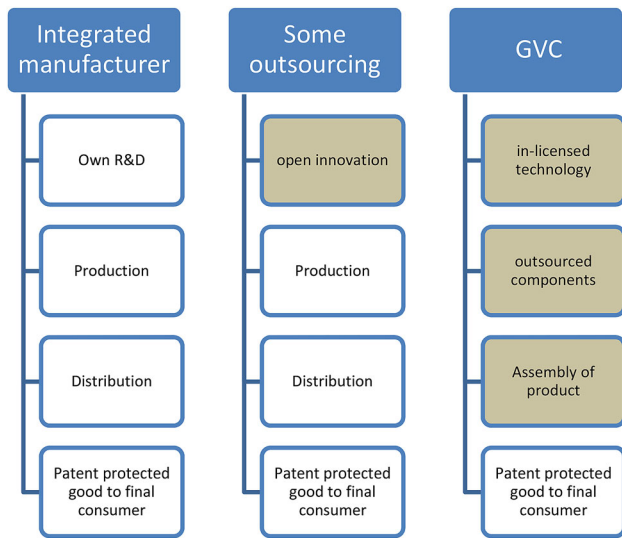 Integrated
manufacturer
Own R&D
Production
Distribution
Patent protected
good to final
consumer
Some
outsourcing
open innovation
Production
Distribution
Patent protected
good to final
consumer
GVC
in-licensed
technology
outsourced
components
Assembly of
product
Patent protected
good to final
consumer